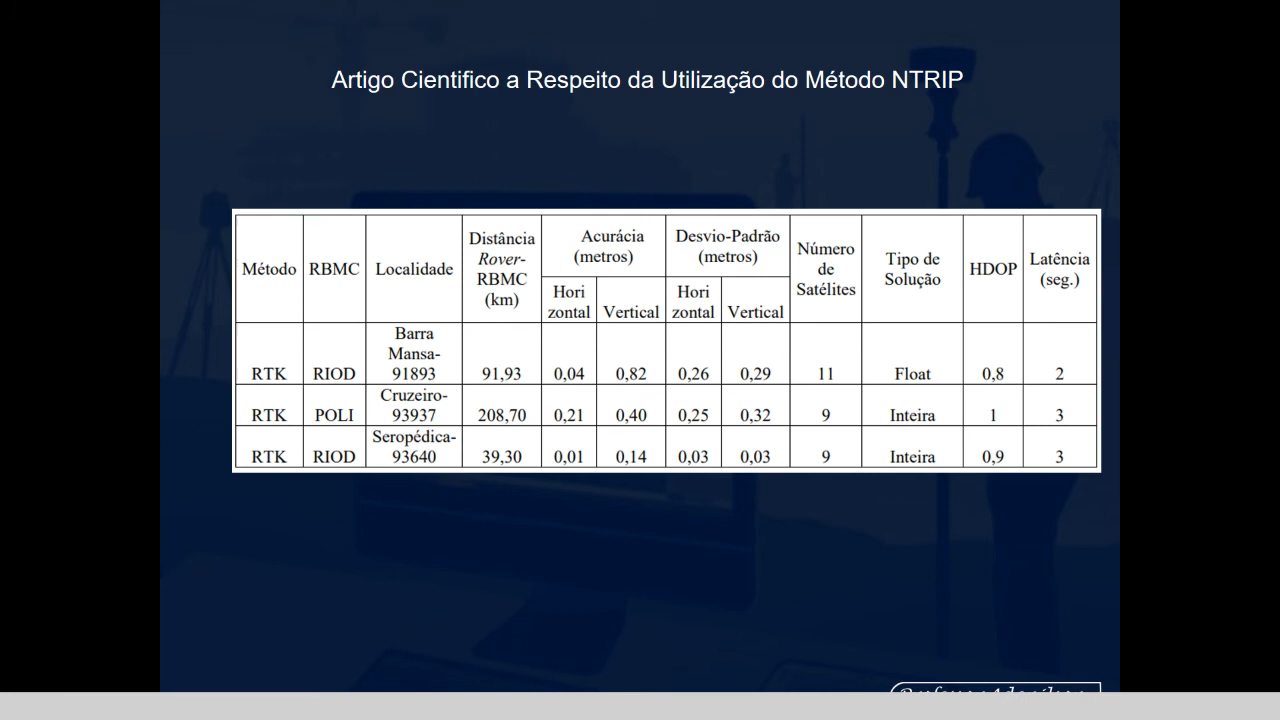 Artigo Cientifico a Respeito da Utilização do Método NTRIP
Método RBMC Localidade Distância Rover-RBMC (km) Acurácia (metros) Desvio-Padrão (metros) Número de Satélites Tipo de Solução HDOP Latência (seg.)
Hori zontal Vertical Hori zontal Vertical
RTK RIOD Barra Mansa-91893 91,93 0,04 0,82 0,26 0,29 11 Float 0,8 2
RTK POLI Cruzeiro-93937 208,70 0,21 0,40 0,25 0,32 9 Inteira 1 3
RTK RIOD Seropédica-93640 39,30 0,01 0,14 0,03 0,03 9 Inteira 0,9 3